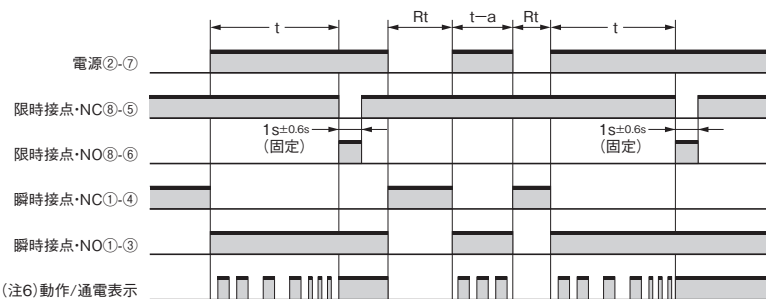 t Rt t−a Rt t
電源②-⑦
限時接点・NC⑧-⑤
1s±0.6s 1s±0.6s
(固定) (固定)
限時接点・NO⑧-⑥
瞬時接点・NC①-④
瞬時接点・NO①-③
(注6)動作/通電表示